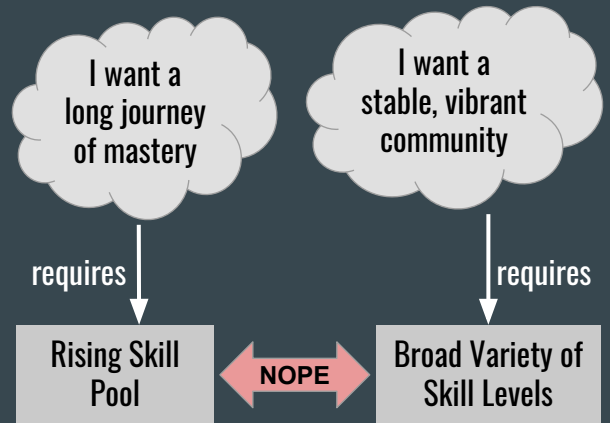 I want a
long journey
of mastery
I want a
stable, vibrant
community
requires
requires
Rising Skill
Pool
NOPE
Broad Variety of
Skill Levels